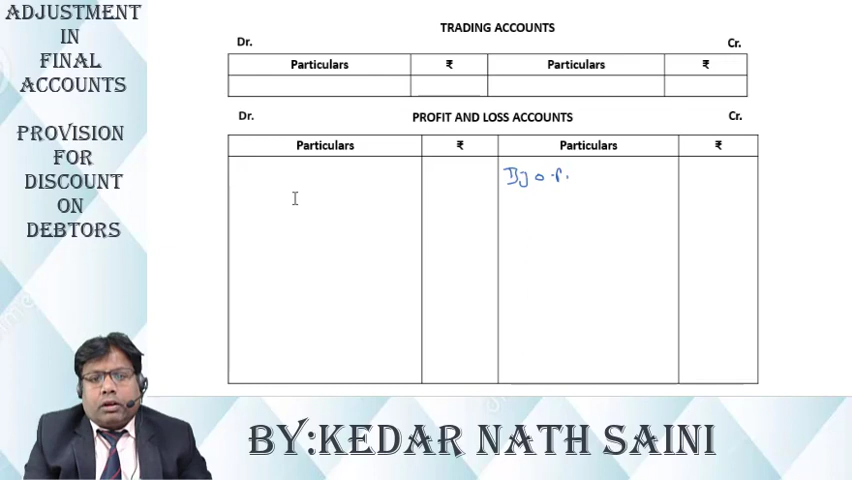 ADJUSTMENT
IN
FINAL
ACCOUNTS
PROVISION
FOR
DISCOUNT
ON
DEBTORS
TRADING ACCOUNTS
Dr. Cr.
Particulars ₹ Particulars ₹
Dr. PROFIT AND LOSS ACCOUNTS Cr.
Particulars ₹ Particulars ₹
BY:KEDAR NATH SAINI